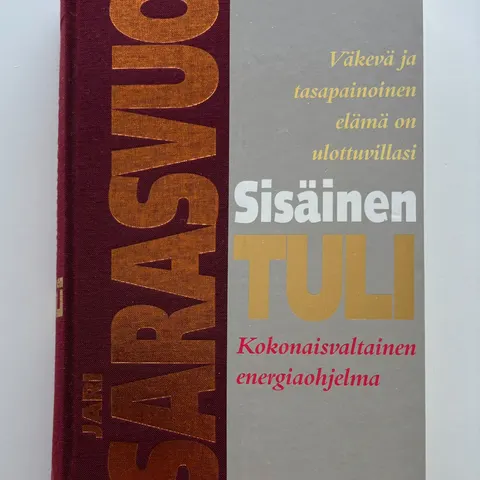 JARI
SARASVUO
Väkevä ja
tasapainoinen
elämä on
ulottuvillasi
Sisäinen
TULI
Kokonaisvaltainen
energiaohjelma